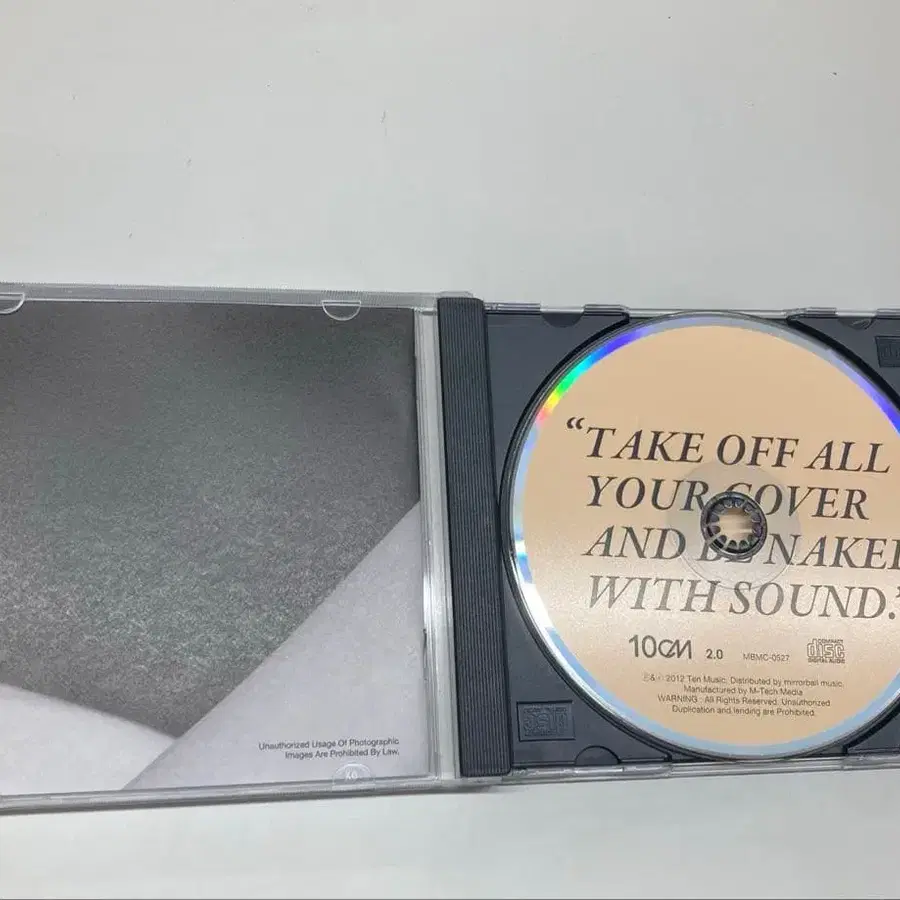 Unauthorized Usage Of Photographic
Images Are Prohibited By Law.
“TAKE OFF ALL
YOUR COVER
AND BE NAKED
WITH SOUND.”
10CM 2.0 MBMC-0527 COMPACT
disc
DIGITAL AUDIO
℗& © 2012 Ten Music. Distributed by mirrorball music.
Manufactured by M-Tech Media
WARNING : All Rights Reserved. Unauthorized
Duplication and lending are Prohibited.